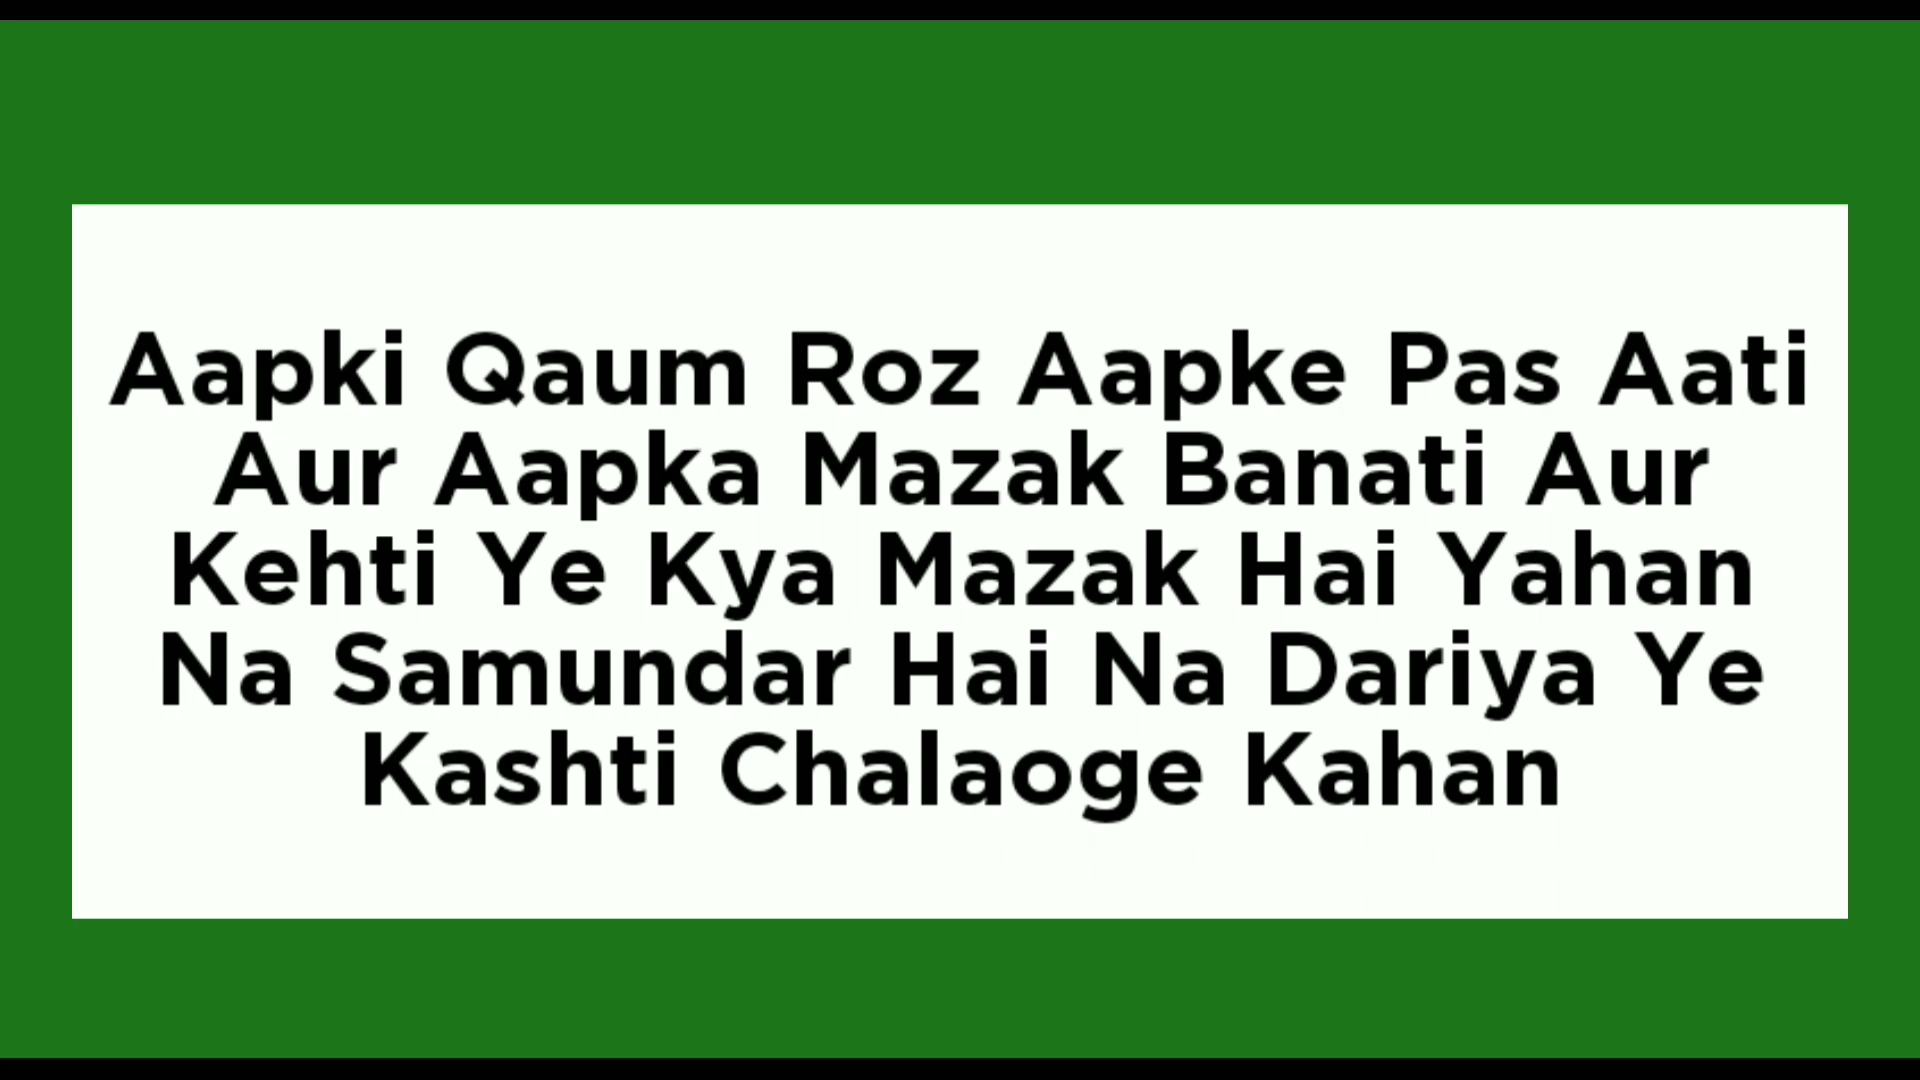 Aapki Qaum Roz Aapke Pas Aati
Aur Aapka Mazak Banati Aur
Kehti Ye Kya Mazak Hai Yahan
Na Samundar Hai Na Dariya Ye
Kashti Chalaoge Kahan